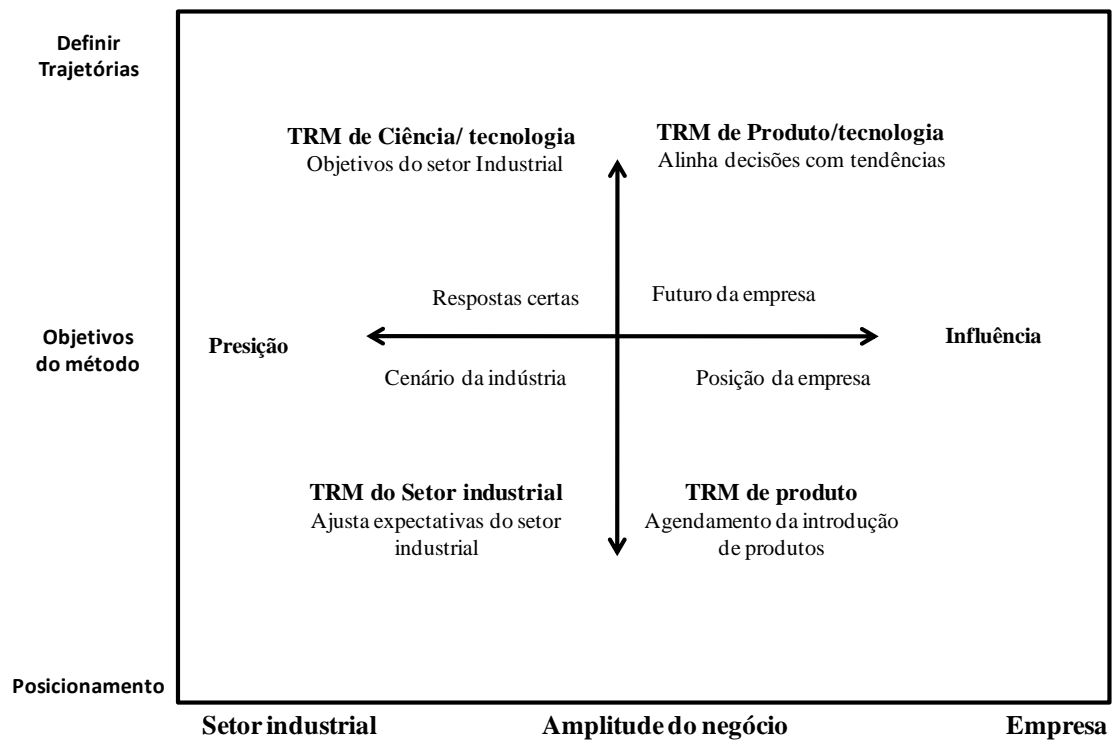 Definir
Trajetórias
TRM de Ciência/ tecnologia
Objetivos do setor Industrial
TRM de Produto/tecnologia
Alinha decisões com tendências
Respostas certas
Futuro da empresa
Objetivos
do método
Presição
Influência
Cenário da indústria
Posição da empresa
TRM do Setor industrial
Ajusta expectativas do setor
industrial
TRM de produto
Agendamento da introdução
de produtos
Posicionamento
Setor industrial
Amplitude do negócio
Empresa